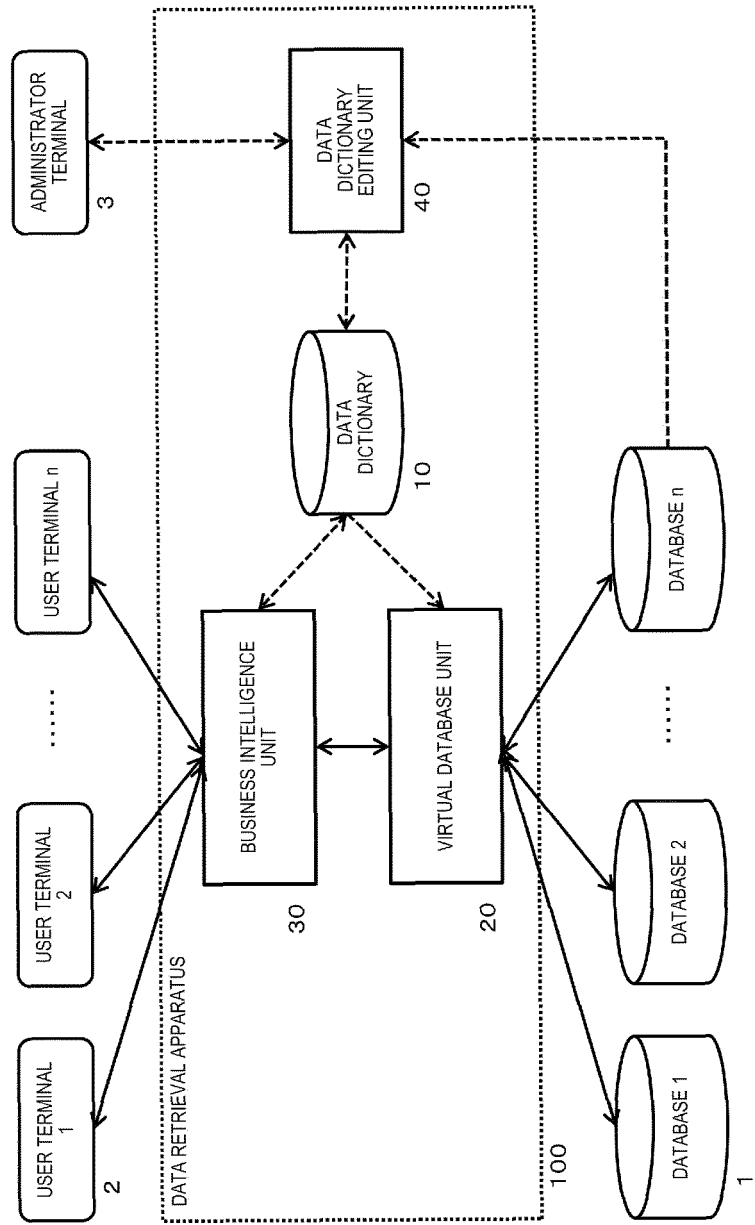 USER TERMINAL
1
USER TERMINAL
2
......
USER TERMINAL n
ADMINISTRATOR
TERMINAL
2
3
DATA RETRIEVAL APPARATUS
BUSINESS INTELLIGENCE
UNIT
30
DATA
DICTIONARY
10
DATA
DICTIONARY
EDITING UNIT
40
VIRTUAL DATABASE UNIT
20
100
DATABASE 1
DATABASE 2
......
DATABASE n
1